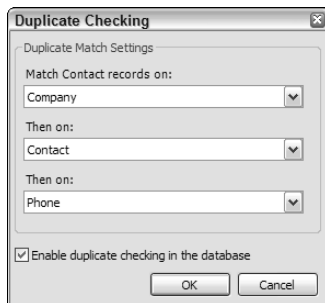 Duplicate Checking
Duplicate Match Settings
Match Contact records on:
Company
Then on:
Contact
Then on:
Phone
Enable duplicate checking in the database
OK
Cancel